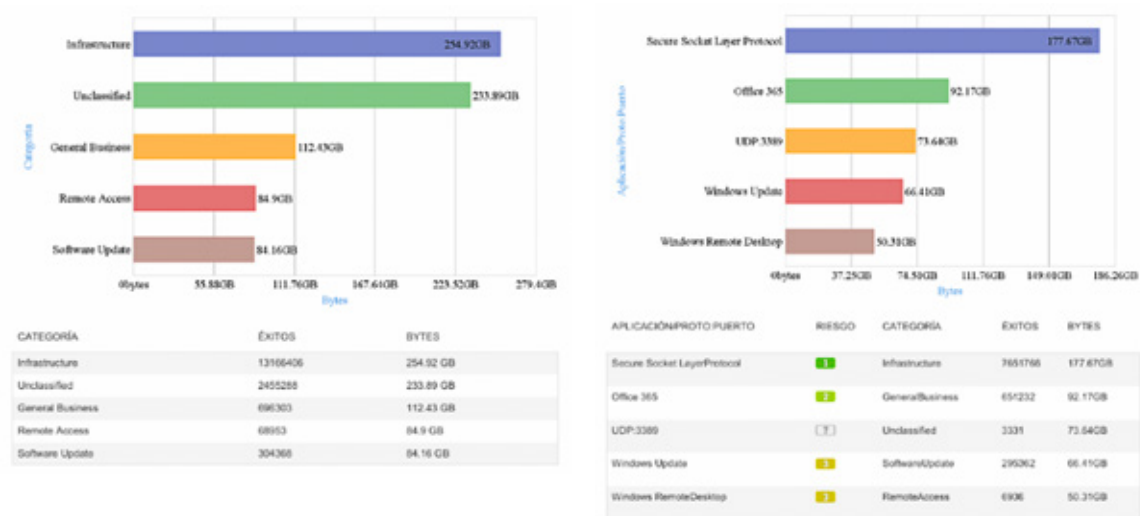 Categoría
Infrastructure 254.92GB
Unclassified 233.89GB
General Business 112.43GB
Remote Access 84.9GB
Software Update 84.16GB
0bytes 55.88GB 111.76GB 167.64GB 223.52GB 279.4GB
Bytes
CATEGORÍA ÉXITOS BYTES
Infrastructure 13166406 254.92 GB
Unclassified 2455288 233.89 GB
General Business 696303 112.43 GB
Remote Access 68953 84.9 GB
Software Update 304368 84.16 GB
Aplicación/Proto Puerto
Secure Socket Layer Protocol 177.67GB
Office 365 92.17GB
UDP:3389 73.64GB
Windows Update 66.41GB
Windows Remote Desktop 50.31GB
0bytes 37.25GB 74.50GB 111.76GB 149.01GB 186.26GB
Bytes
APLICACIÓN/PROTO:PUERTO RIESGO CATEGORÍA ÉXITOS BYTES
Secure Socket LayerProtocol 1 Infrastructure 7651766 177.67GB
Office 365 2 GeneralBusiness 651232 92.17GB
UDP:3389 ? Unclassified 3331 73.64GB
Windows Update 3 SoftwareUpdate 295362 66.41GB
Windows RemoteDesktop 3 RemoteAccess 6936 50.31GB